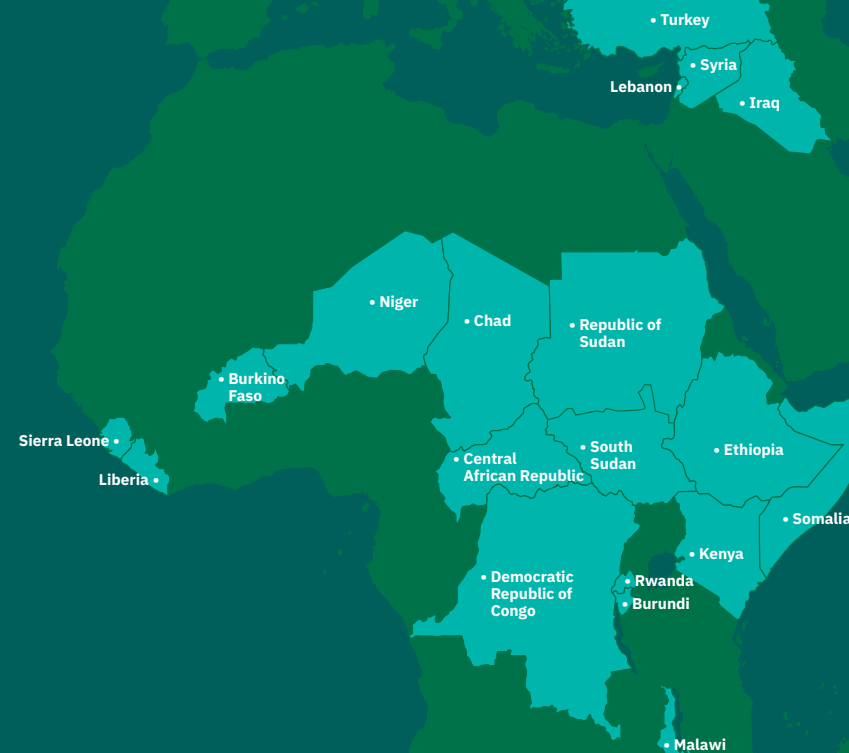 Turkey
Syria
Lebanon
Iraq
Niger
Chad
Republic of
Sudan
Burkino
Faso
Sierra Leone
Liberia
Central
African Republic
South
Sudan
Ethiopia
Somalia
Kenya
Democratic
Republic of
Congo
Rwanda
Burundi
Malawi